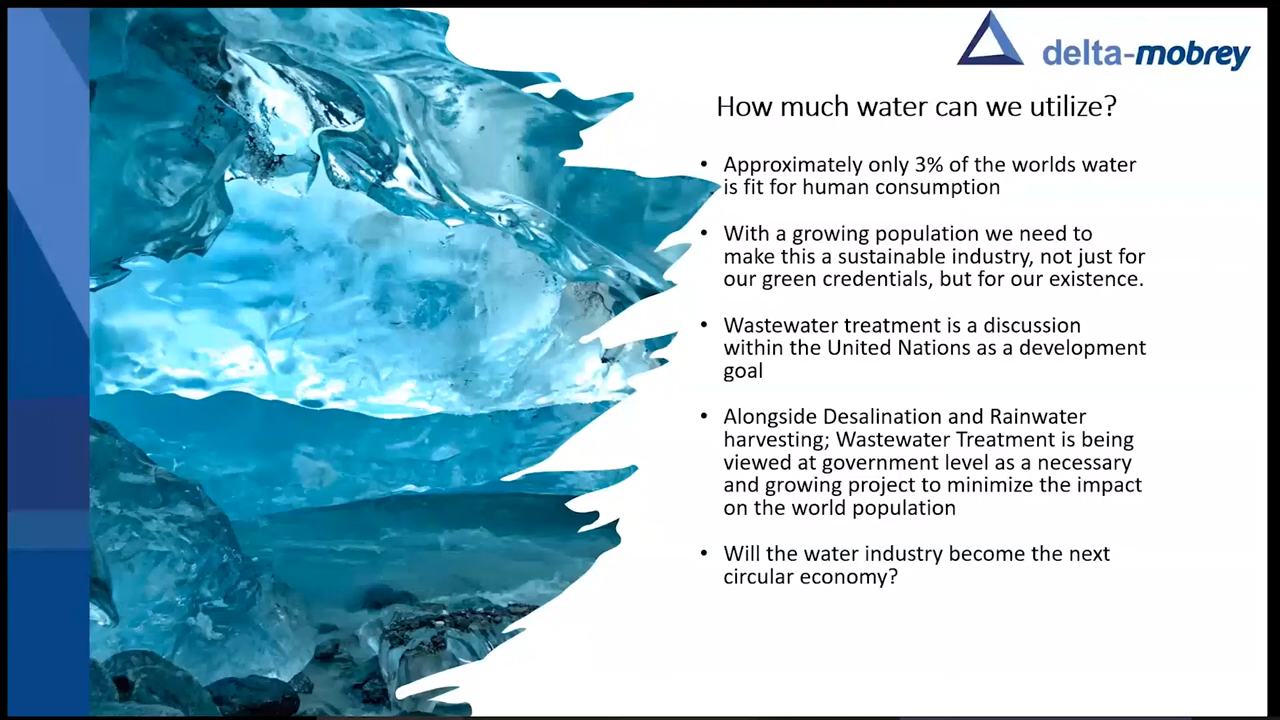 delta-mobrey
How much water can we utilize?
• Approximately only 3% of the worlds water
is fit for human consumption
• With a growing population we need to
make this a sustainable industry, not just for
our green credentials, but for our existence.
• Wastewater treatment is a discussion
within the United Nations as a development
goal
• Alongside Desalination and Rainwater
harvesting; Wastewater Treatment is being
viewed at government level as a necessary
and growing project to minimize the impact
on the world population
• Will the water industry become the next
circular economy?